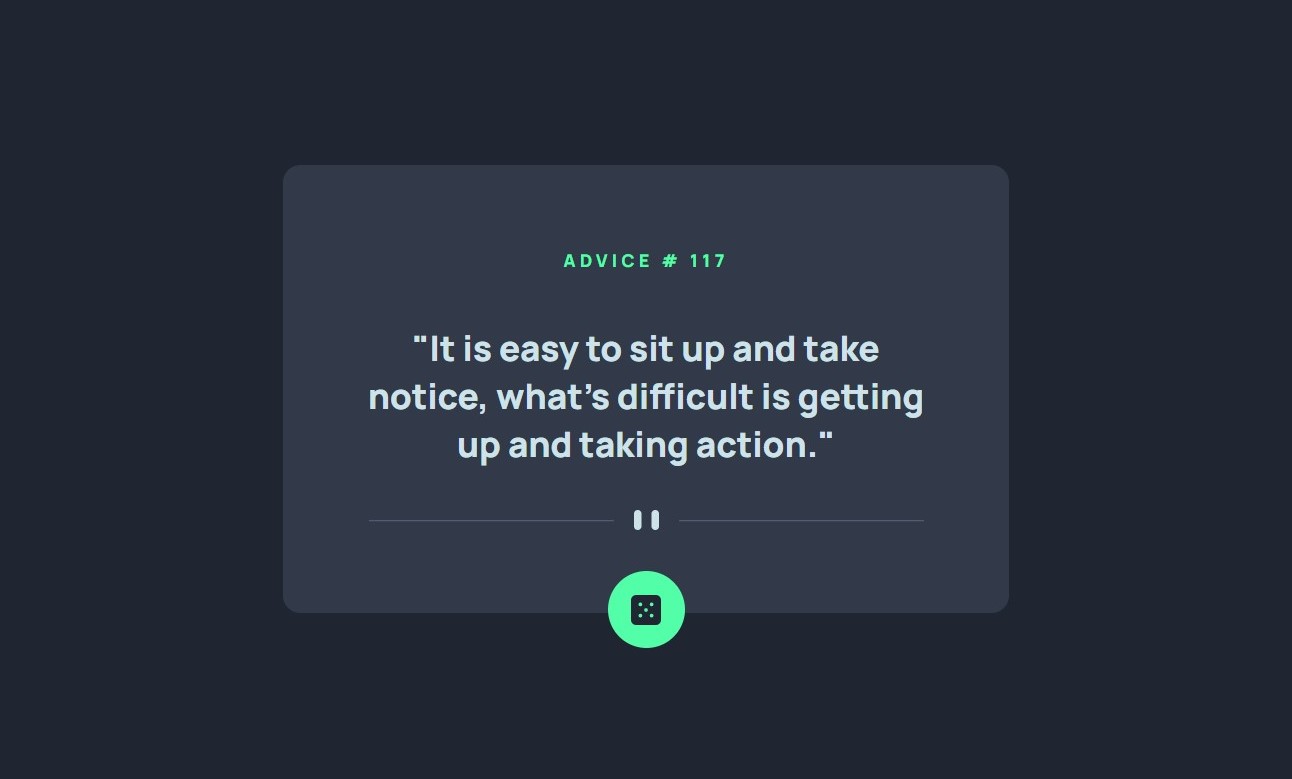 ADVICE # 117
"It is easy to sit up and take
notice, what's difficult is getting
up and taking action."